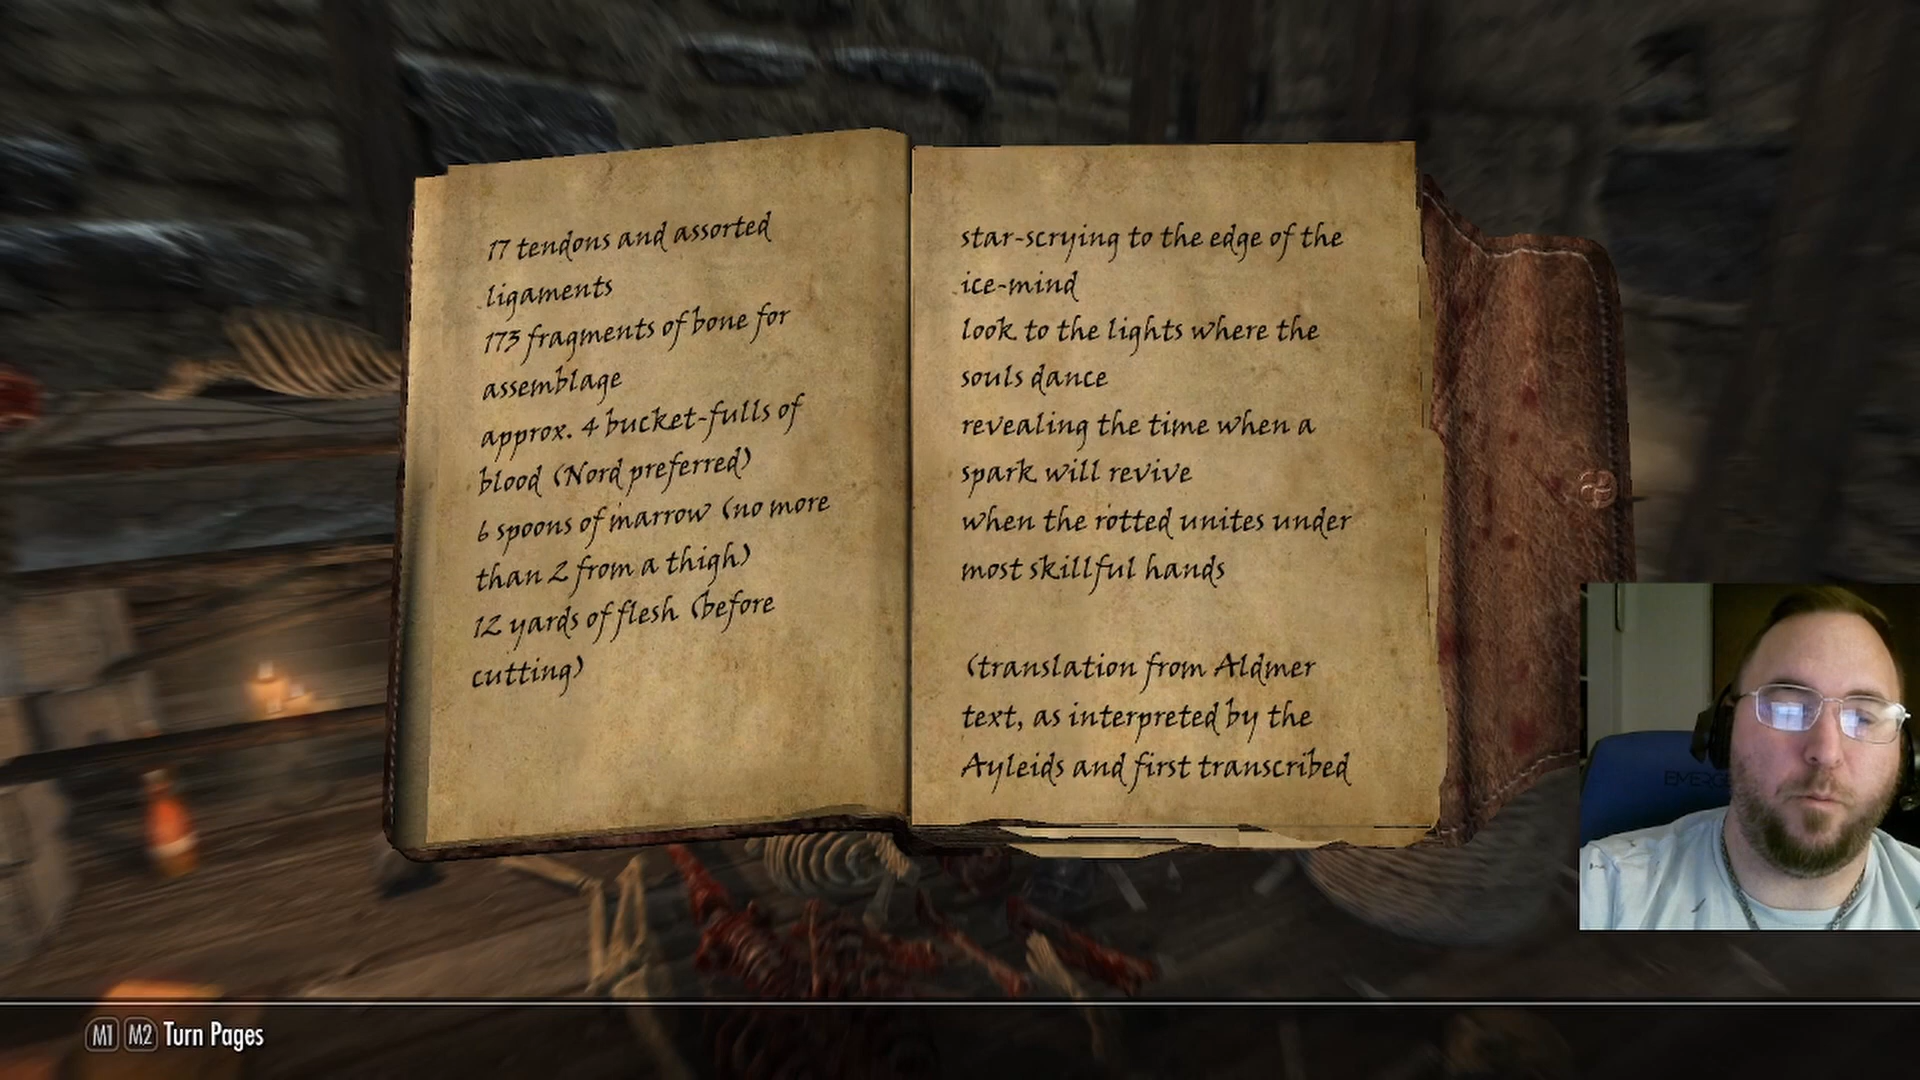 17 tendons and assorted
ligaments
173 fragments of bone for
assemblage
approx. 4 bucket-fulls of
blood (Nord preferred)
6 spoons of marrow (no more
than 2 from a thigh)
12 yards of flesh (before
cutting)
star-scrying to the edge of the
ice-mind
look to the lights where the
souls dance
revealing the time when a
spark will revive
when the rotted unites under
most skillful hands
(translation from Aldmer
text, as interpreted by the
Ayleids and first transcribed
M1 M2 Turn Pages